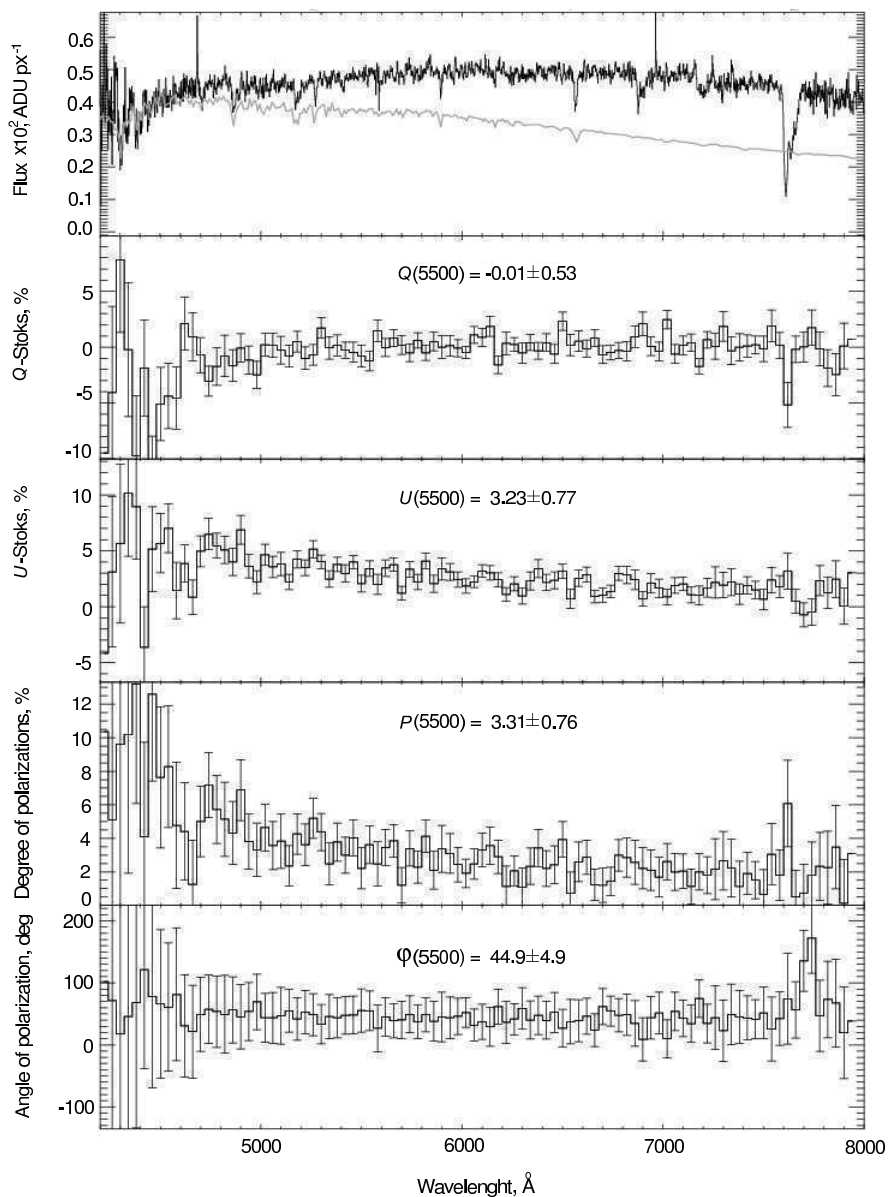 Flux x10², ADU px⁻¹
0.6
0.5
0.4
0.3
0.2
0.1
0.0
Q-Stoks, %
Q(5500) = -0.01±0.53
5
0
-5
-10
U-Stoks, %
U(5500) = 3.23±0.77
10
5
0
-5
Degree of polarizations, %
P(5500) = 3.31±0.76
12
10
8
6
4
2
0
Angle of polarization, deg
φ(5500) = 44.9±4.9
200
100
0
-100
5000 6000 7000 8000
Wavelenght, Å